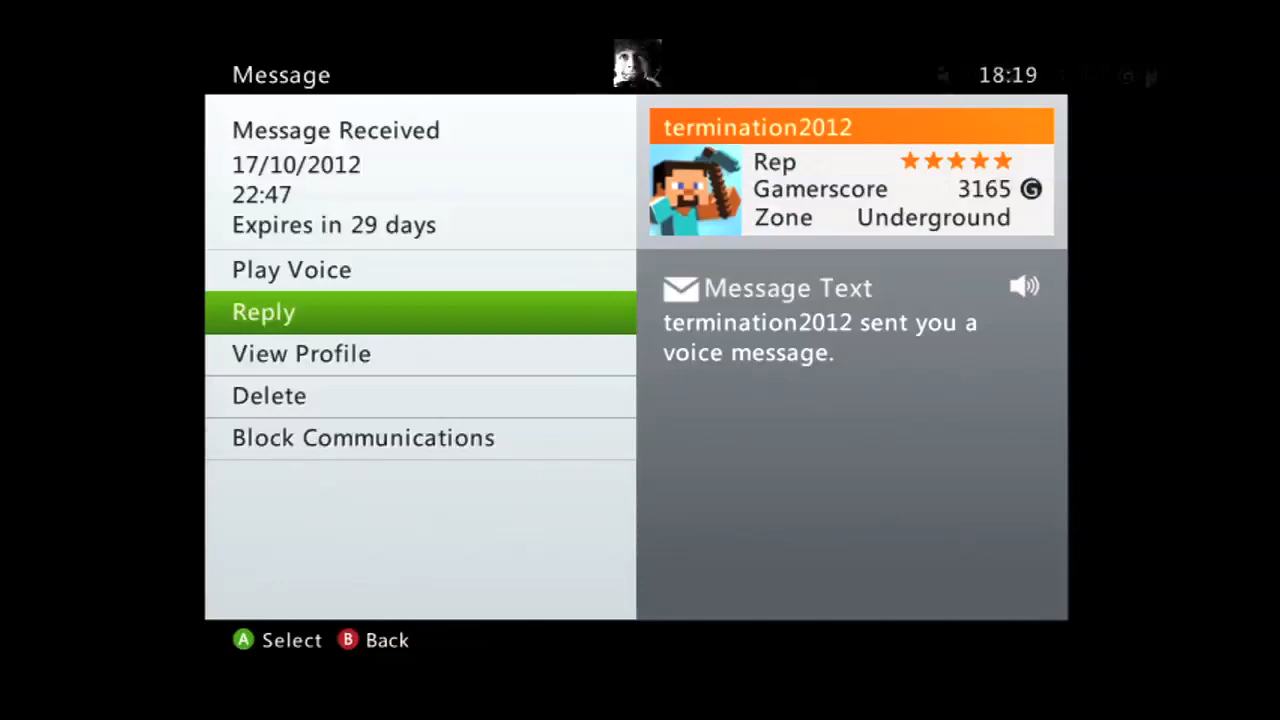 Message
18:19
Message Received
17/10/2012
22:47
Expires in 29 days
Play Voice
Reply
View Profile
Delete
Block Communications
termination2012
Rep
Gamerscore 3165 G
Zone Underground
Message Text
termination2012 sent you a
voice message.
A Select B Back